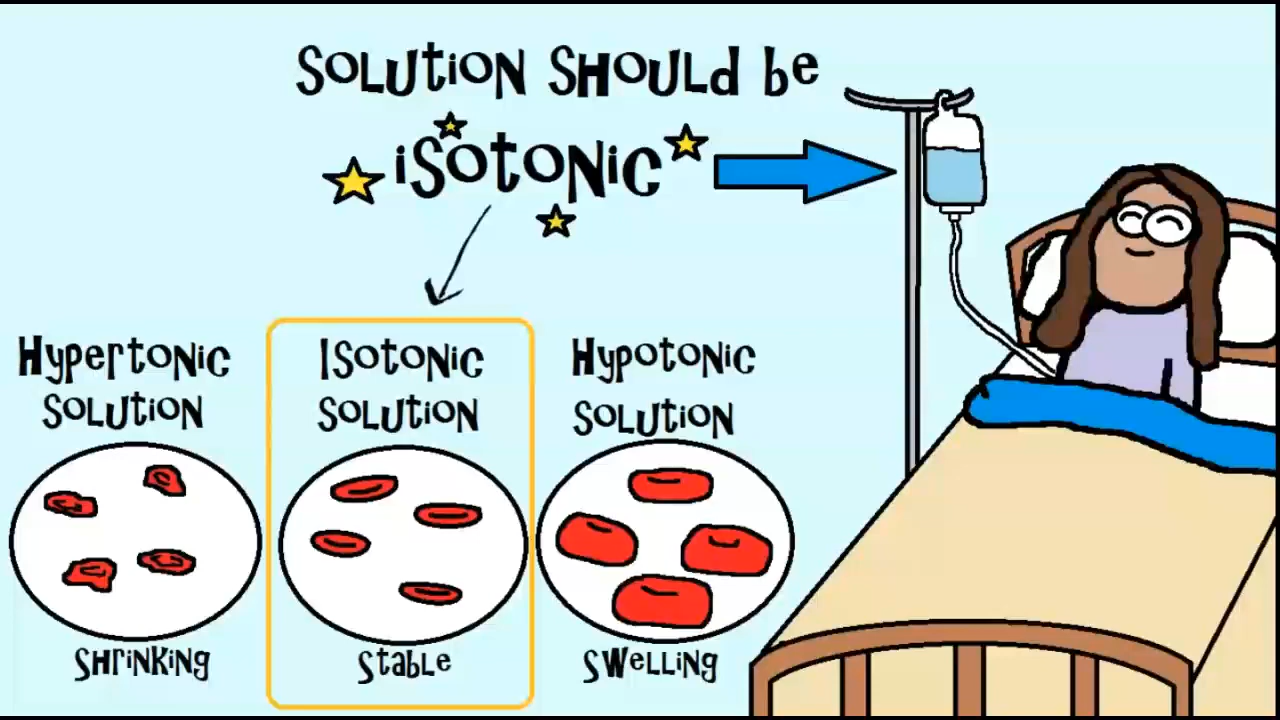 Solution should be
isotonic
Hypertonic
Solution
Isotonic
Solution
Hypotonic
Solution
Shrinking
Stable
Swelling